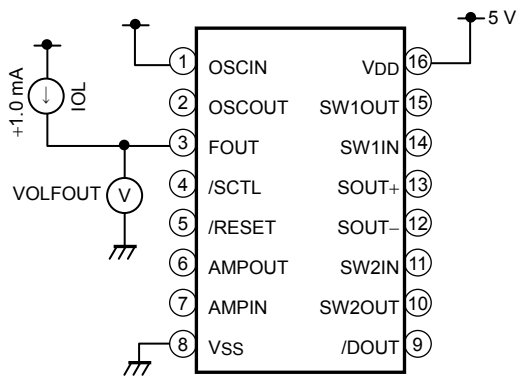 5 V
1 OSCIN VDD 16
+1.0 mA
↓
IOL
2 OSCOUT SW1OUT 15
3 FOUT SW1IN 14
VOLFOUT V
4 /SCTL SOUT+ 13
5 /RESET SOUT− 12
6 AMPOUT SW2IN 11
7 AMPIN SW2OUT 10
8 VSS /DOUT 9